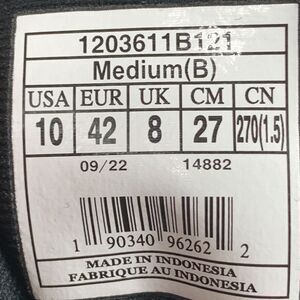 1203611B121
Medium(B)
USA EUR UK CM CN
10 42 8 27 270(1.5)
09/22 14882
1 90340 96262 2
MADE IN INDONESIA
FABRIQUE AU INDONESIA